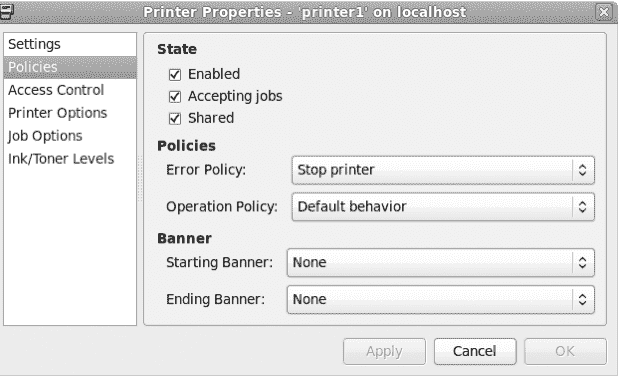 Printer Properties - 'printer1' on localhost
Settings
Policies
Access Control
Printer Options
Job Options
Ink/Toner Levels
State
Enabled
Accepting jobs
Shared
Policies
Error Policy: Stop printer
Operation Policy: Default behavior
Banner
Starting Banner: None
Ending Banner: None
Apply Cancel OK